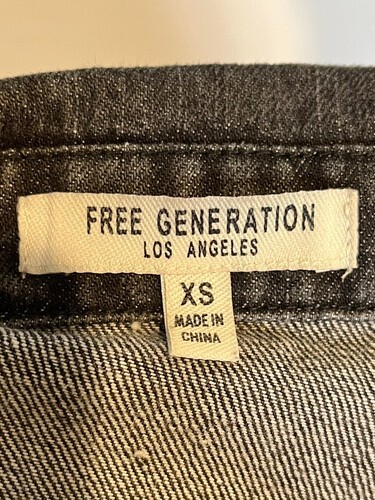 FREE GENERATION
LOS ANGELES
XS
MADE IN
CHINA